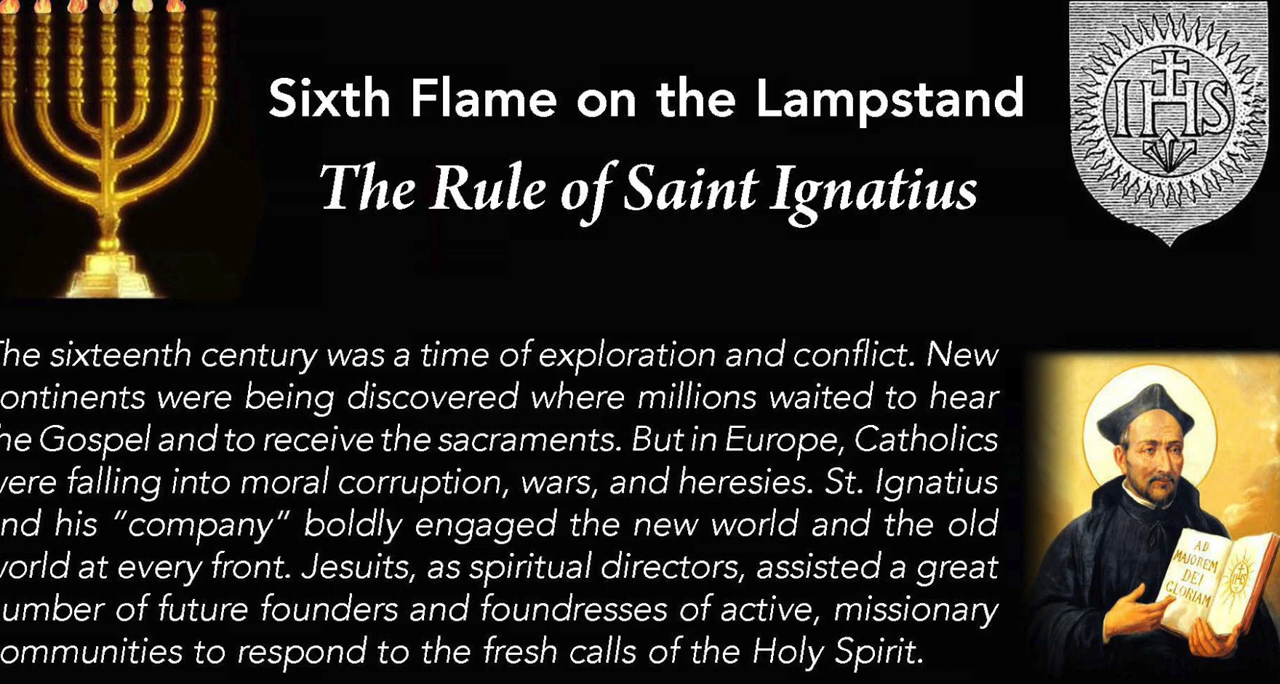 Sixth Flame on the Lampstand
The Rule of Saint Ignatius
IHS
The sixteenth century was a time of exploration and conflict. New
ontinents were being discovered where millions waited to hear
he Gospel and to receive the sacraments. But in Europe, Catholics
were falling into moral corruption, wars, and heresies. St. Ignatius
nd his “company” boldly engaged the new world and the old
world at every front. Jesuits, as spiritual directors, assisted a great
umber of future founders and foundresses of active, missionary
ommunities to respond to the fresh calls of the Holy Spirit.
AD
MAJOREM
DEI
GLORIAM
IHS